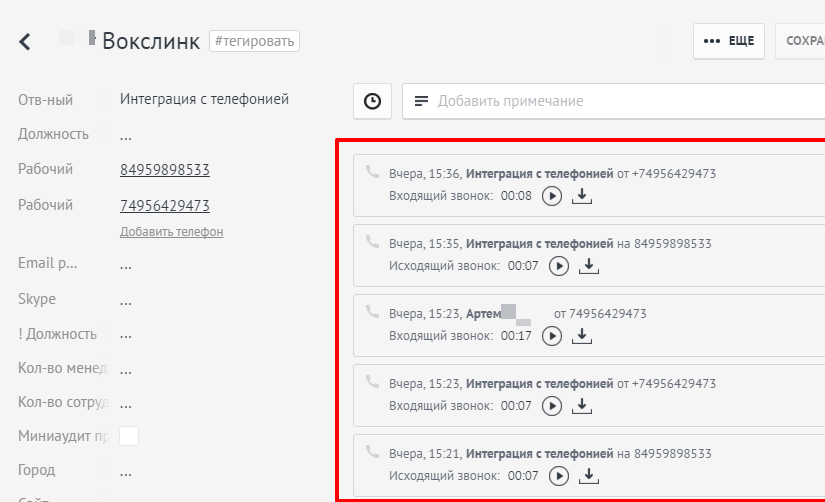 Вокслинк #тегировать
ЕЩЕ
Отв-ный Интеграция с телефонией
Должность ...
Рабочий 84959898533
Рабочий 74956429473
Добавить телефон
Email р... ...
Skype ...
! Должность ...
Кол-во менед ...
Кол-во сотруд ...
Миниаудит пр
Город ...
Добавить примечание
Вчера, 15:36, Интеграция с телефонией от +74956429473
Входящий звонок: 00:08
Вчера, 15:35, Интеграция с телефонией на 84959898533
Исходящий звонок: 00:07
Вчера, 15:23, Артем от 74956429473
Входящий звонок: 00:17
Вчера, 15:23, Интеграция с телефонией от +74956429473
Входящий звонок: 00:07
Вчера, 15:21, Интеграция с телефонией на 84959898533
Исходящий звонок: 00:07